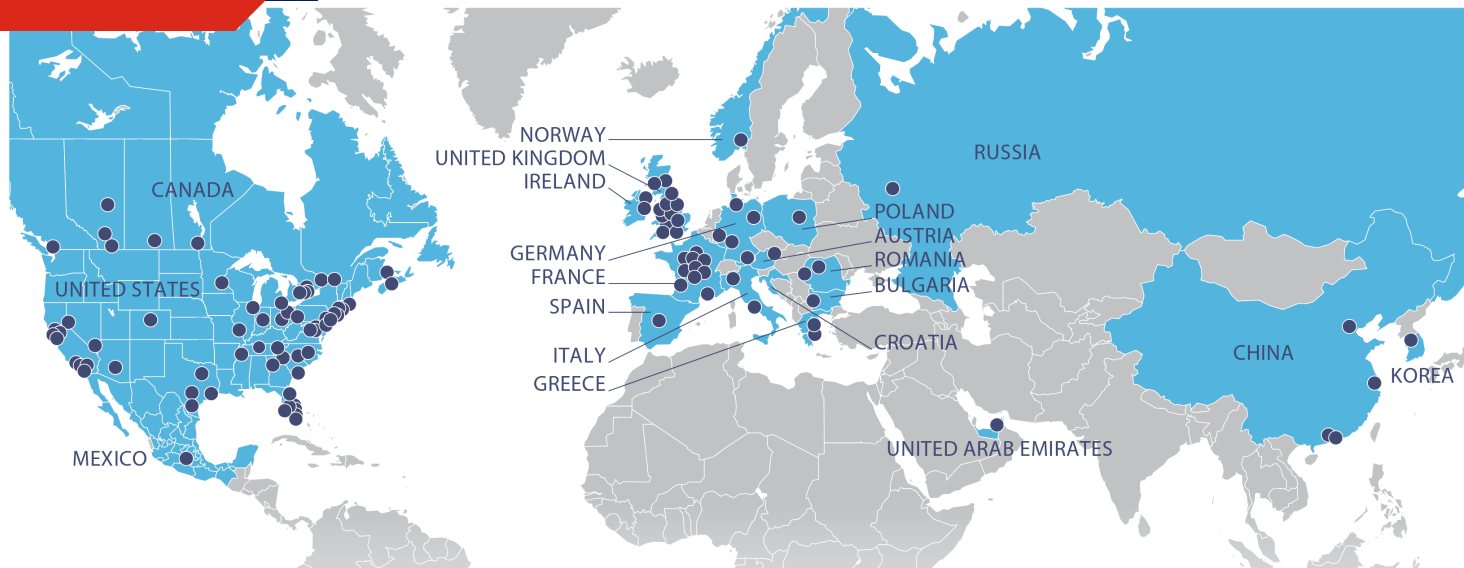 CANADA
UNITED STATES
MEXICO
NORWAY
UNITED KINGDOM
IRELAND
GERMANY
FRANCE
SPAIN
ITALY
GREECE
RUSSIA
POLAND
AUSTRIA
ROMANIA
BULGARIA
CROATIA
UNITED ARAB EMIRATES
CHINA
KOREA